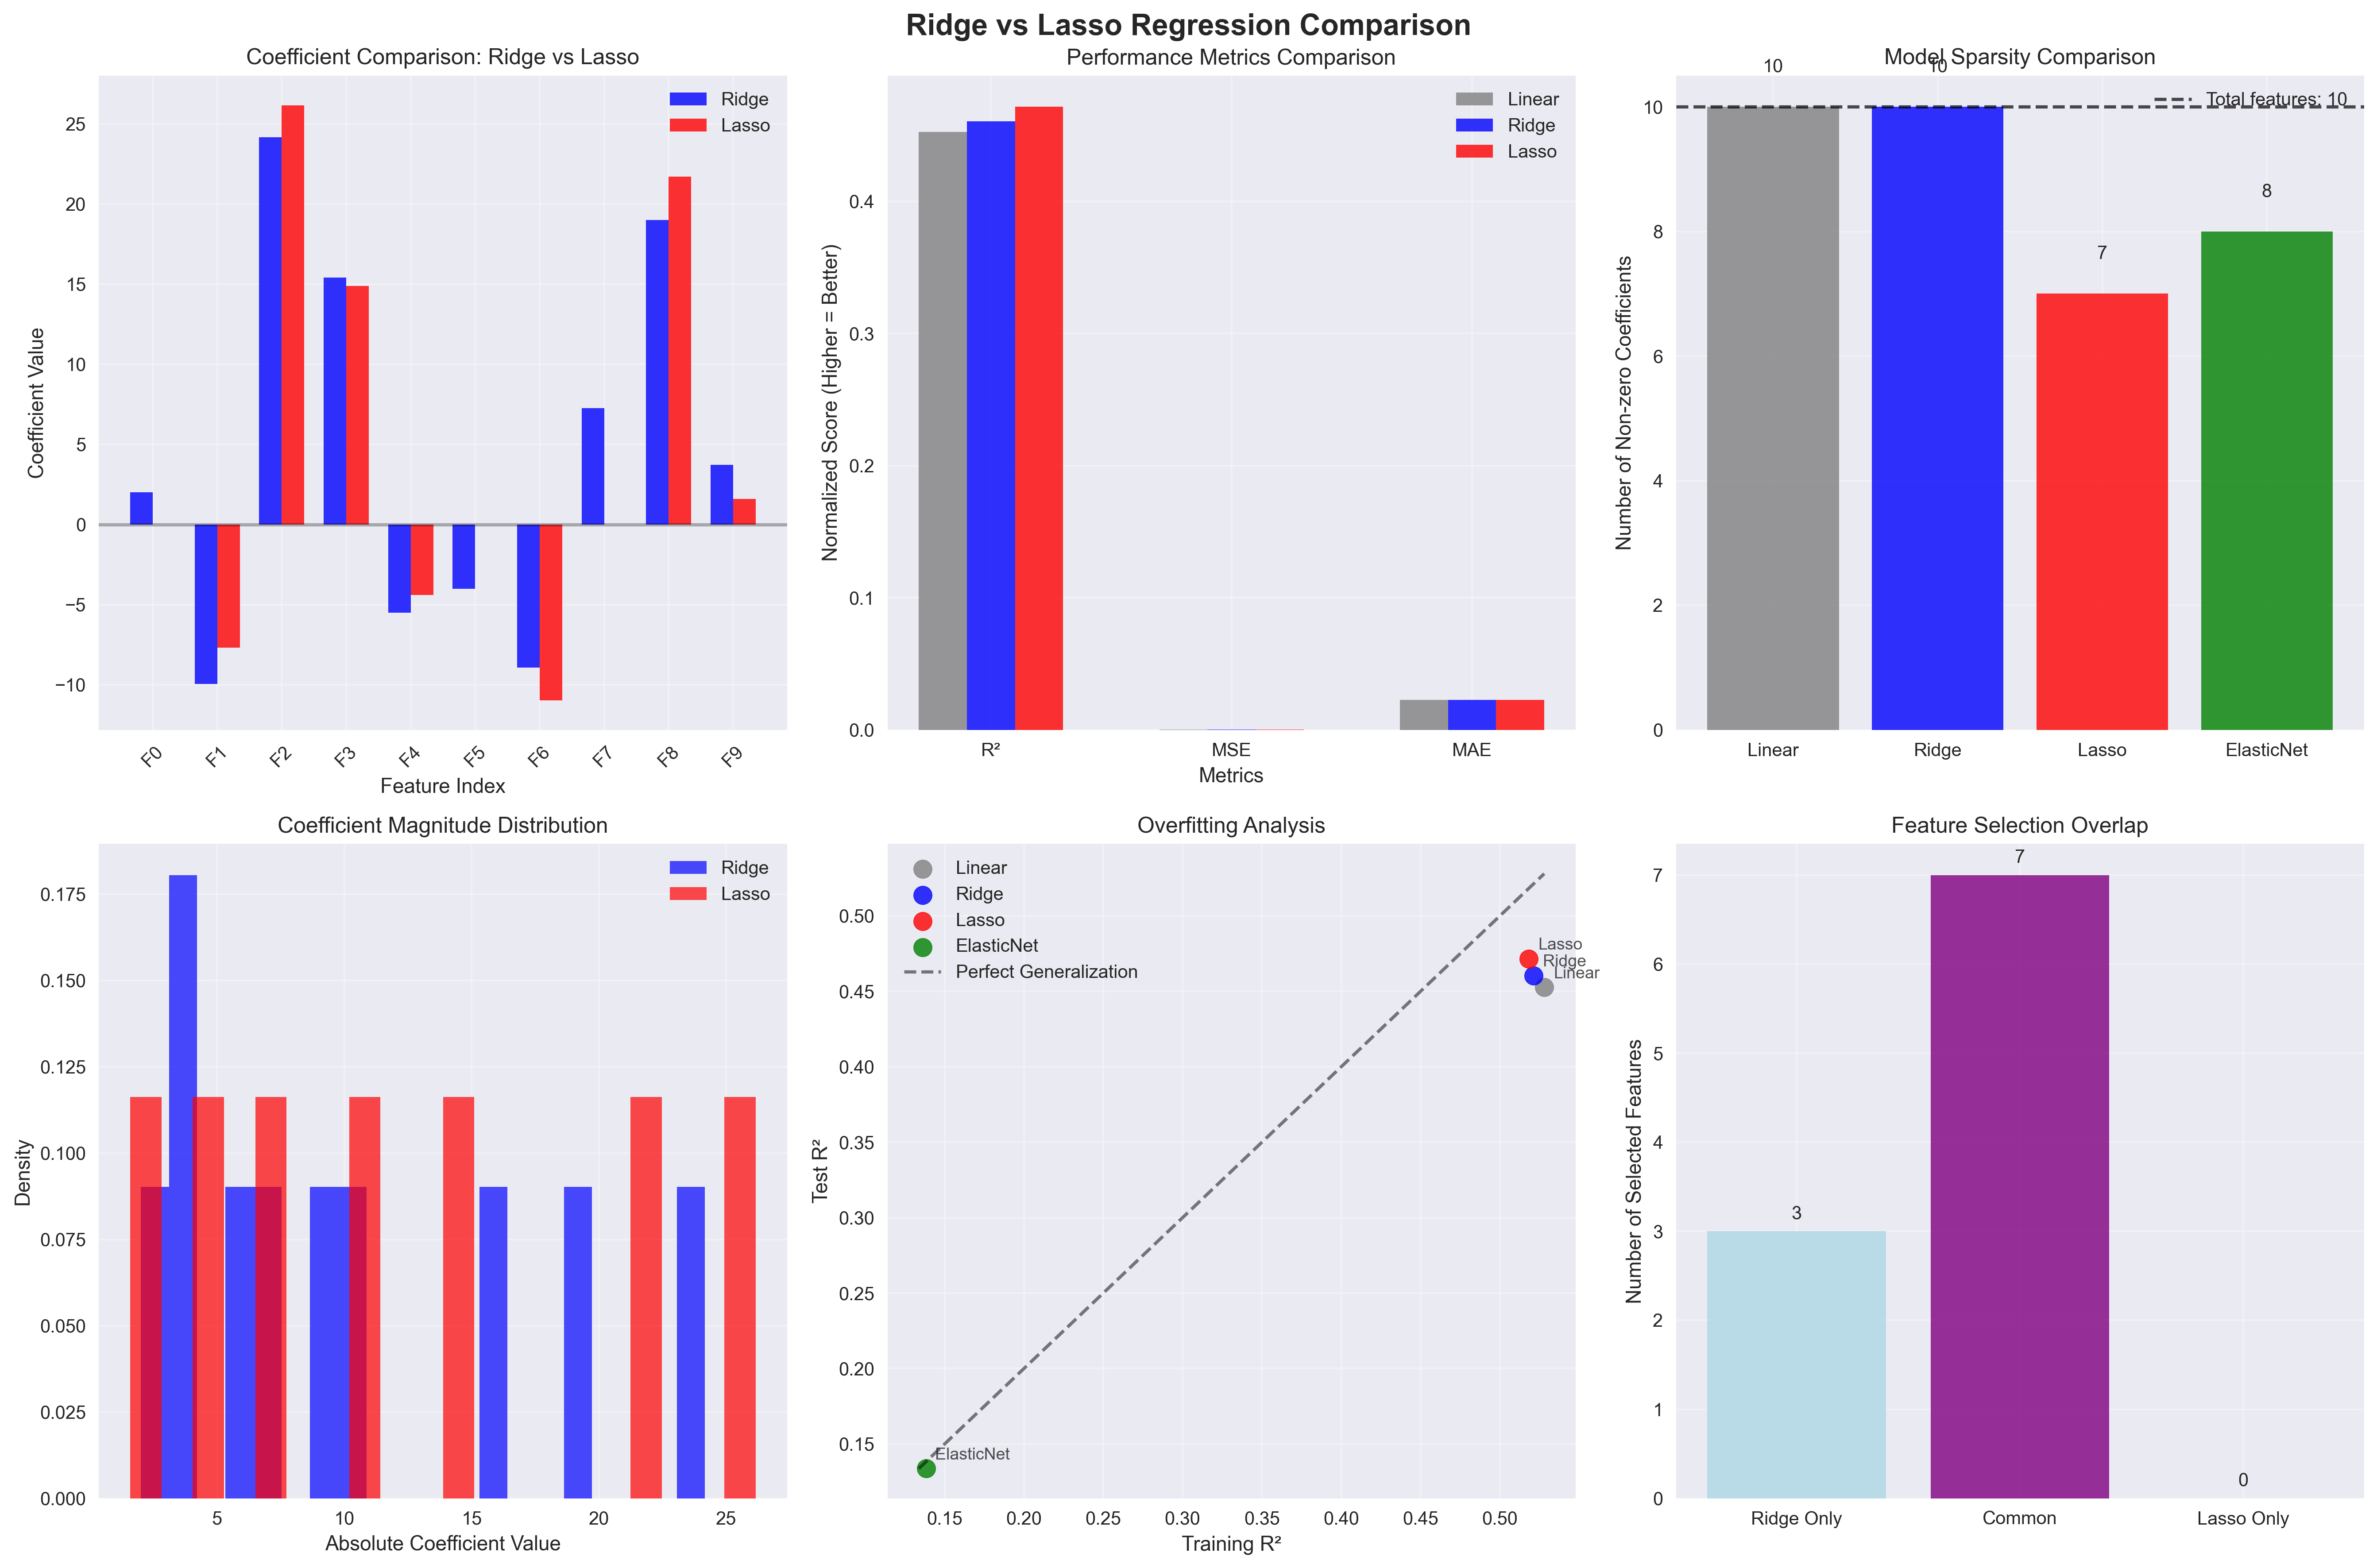 Ridge vs Lasso Regression Comparison
Coefficient Comparison: Ridge vs Lasso
Ridge
Lasso
Coefficient Value
25
20
15
10
5
0
−5
−10
F0 F1 F2 F3 F4 F5 F6 F7 F8 F9
Feature Index
Performance Metrics Comparison
Linear
Ridge
Lasso
Normalized Score (Higher = Better)
0.4
0.3
0.2
0.1
0.0
R² MSE MAE
Metrics
Model Sparsity Comparison
10 10 7 8
Total features: 10
Number of Non-zero Coefficients
10
8
6
4
2
0
Linear Ridge Lasso ElasticNet
Coefficient Magnitude Distribution
Ridge
Lasso
Density
0.175
0.150
0.125
0.100
0.075
0.050
0.025
0.000
5 10 15 20 25
Absolute Coefficient Value
Overfitting Analysis
Linear
Ridge
Lasso
ElasticNet
Perfect Generalization
Lasso
Ridge
Linear
ElasticNet
Test R²
0.50
0.45
0.40
0.35
0.30
0.25
0.20
0.15
0.15 0.20 0.25 0.30 0.35 0.40 0.45 0.50
Training R²
Feature Selection Overlap
3 7 0
Number of Selected Features
7
6
5
4
3
2
1
0
Ridge Only Common Lasso Only